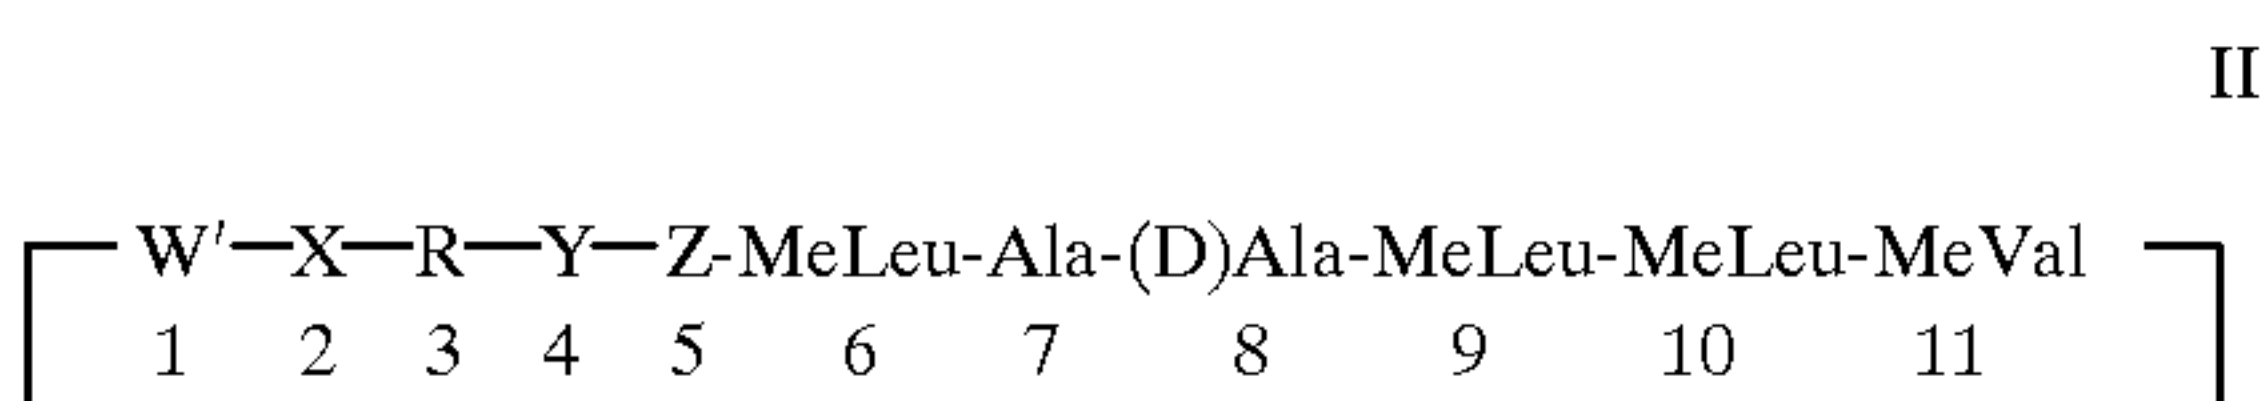 II
W′—X—R—Y—Z-MeLeu-Ala-(D)Ala-MeLeu-MeLeu-MeVal
1 2 3 4 5 6 7 8 9 10 11